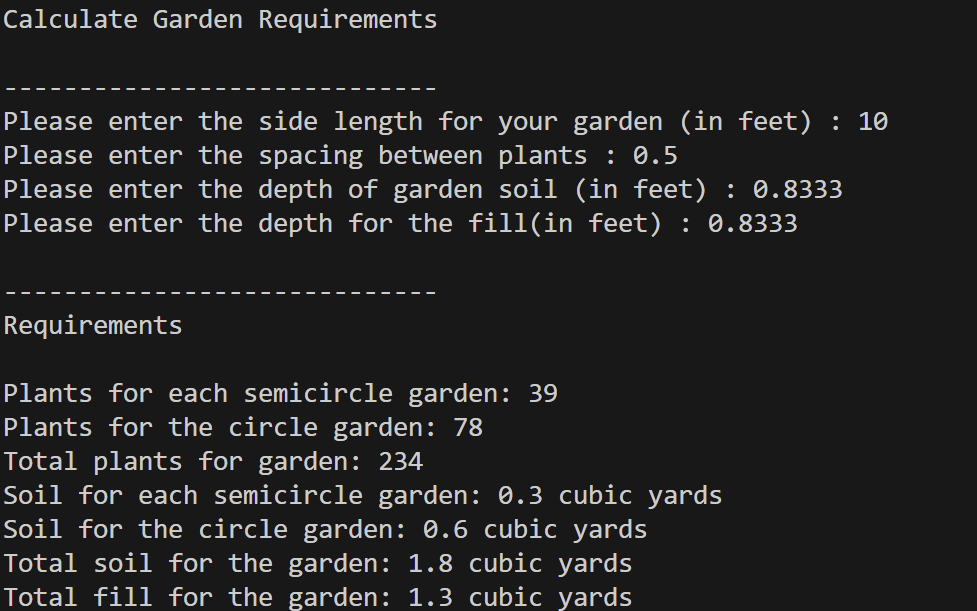 Calculate Garden Requirements
-----------------------------
Please enter the side length for your garden (in feet) : 10
Please enter the spacing between plants : 0.5
Please enter the depth of garden soil (in feet) : 0.8333
Please enter the depth for the fill(in feet) : 0.8333
-----------------------------
Requirements
Plants for each semicircle garden: 39
Plants for the circle garden: 78
Total plants for garden: 234
Soil for each semicircle garden: 0.3 cubic yards
Soil for the circle garden: 0.6 cubic yards
Total soil for the garden: 1.8 cubic yards
Total fill for the garden: 1.3 cubic yards